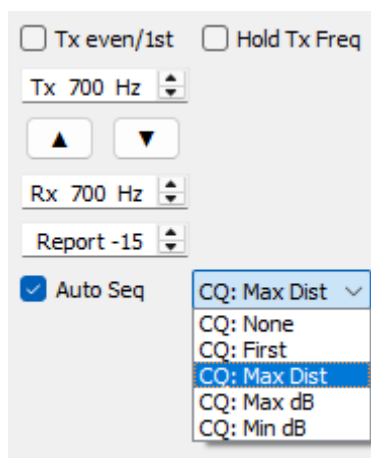 Tx even/1st Hold Tx Freq
Tx 700 Hz
Rx 700 Hz
Report -15
Auto Seq CQ: Max Dist
CQ: None
CQ: First
CQ: Max Dist
CQ: Max dB
CQ: Min dB